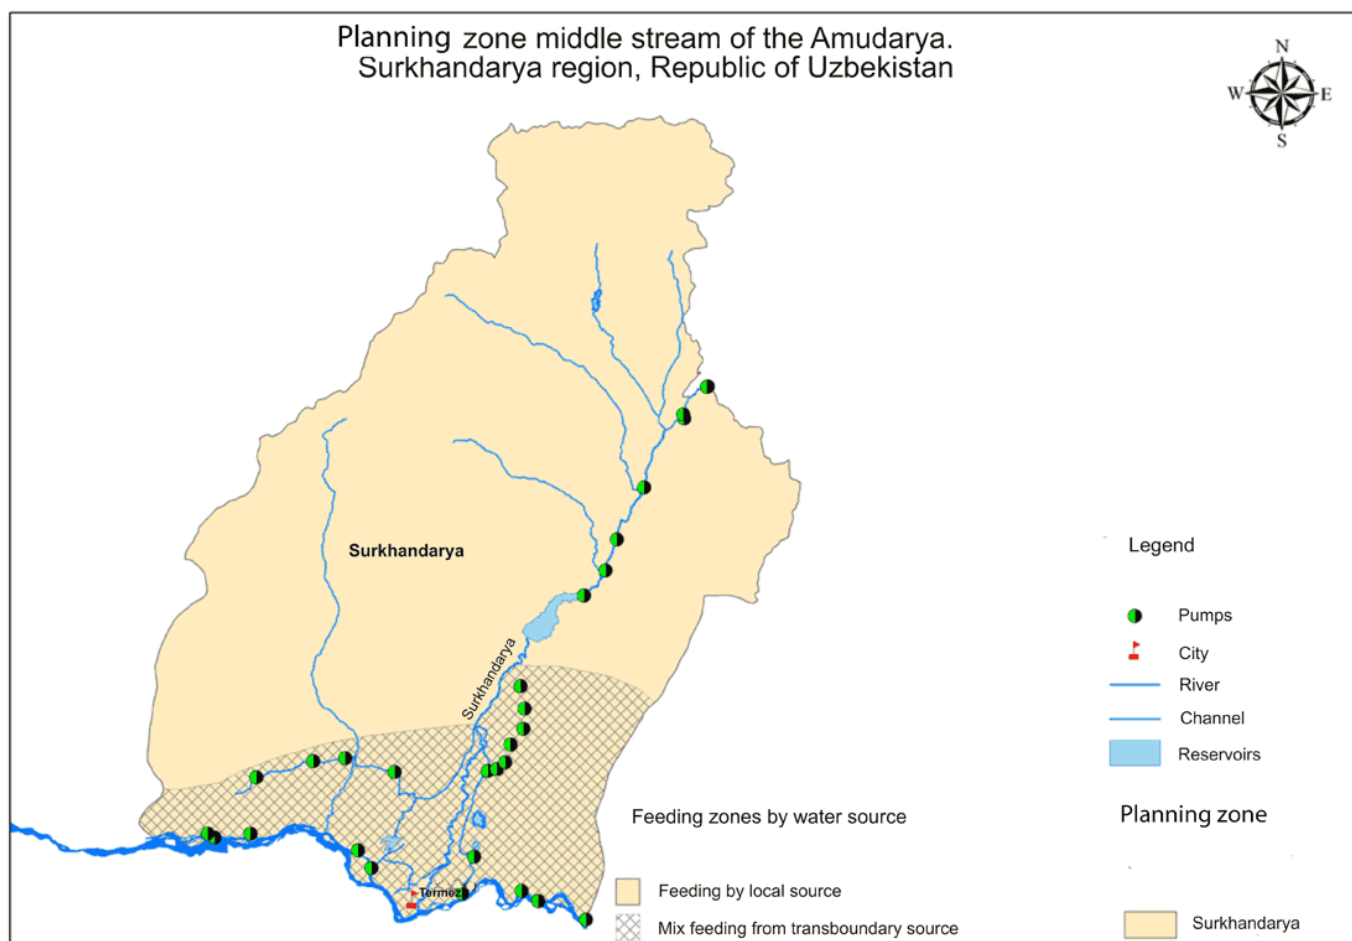 Planning zone middle stream of the Amudarya.
Surkhandarya region, Republic of Uzbekistan
N
W E
S
Surkhandarya
Surkhandarya
Termez
Legend
Pumps
City
River
Channel
Reservoirs
Feeding zones by water source
Feeding by local source
Mix feeding from transboundary source
Planning zone
Surkhandarya